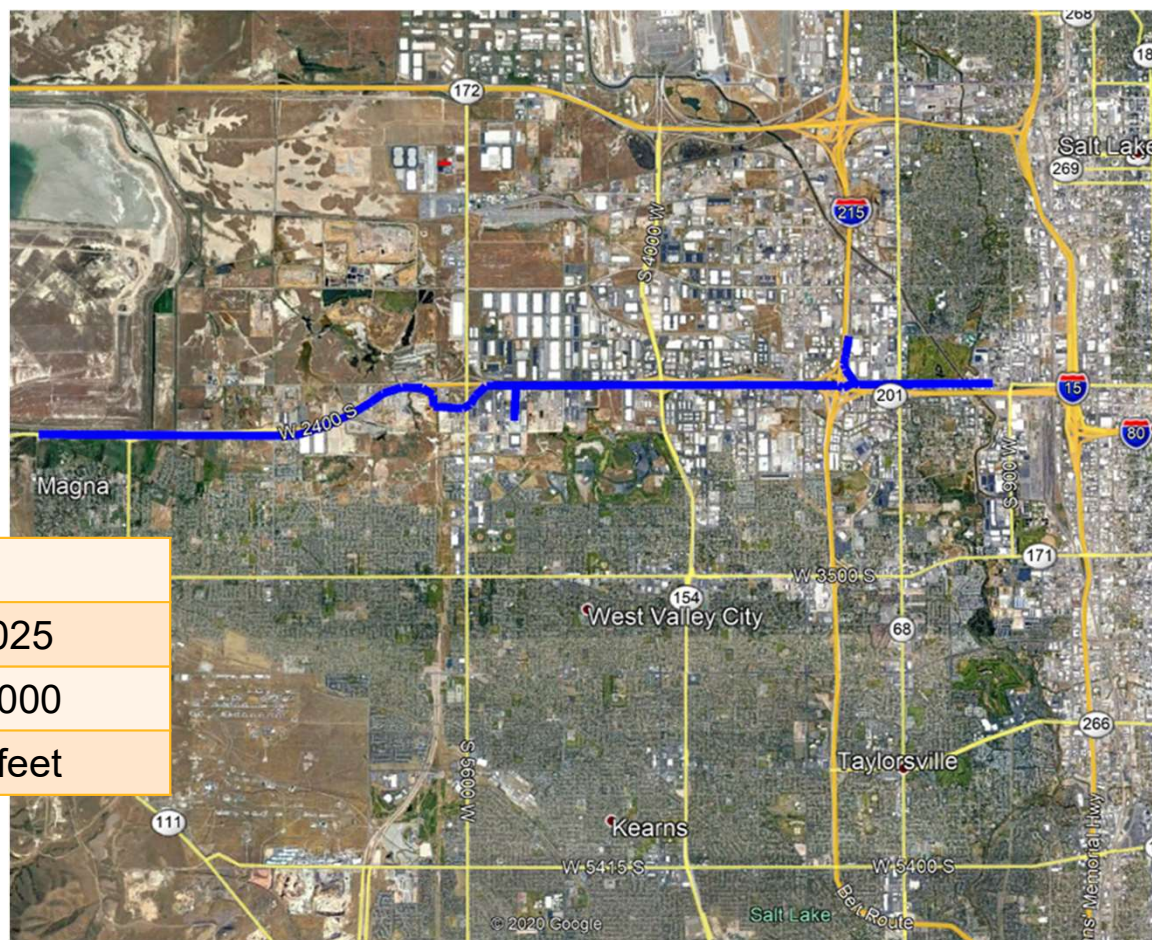 268
18
172
Salt Lake
269
215
S 4000 W
15
201
W 2400 S
80
S 900 W
Magna
171
W 3500 S
025
154
West Valley City
68
000
266
feet
S 5600 W
Taylorsville
111
Kearns
W 5415 S
W 5400 S
ns Memorial Hwy
Belt Route
Salt Lake
© 2020 Google